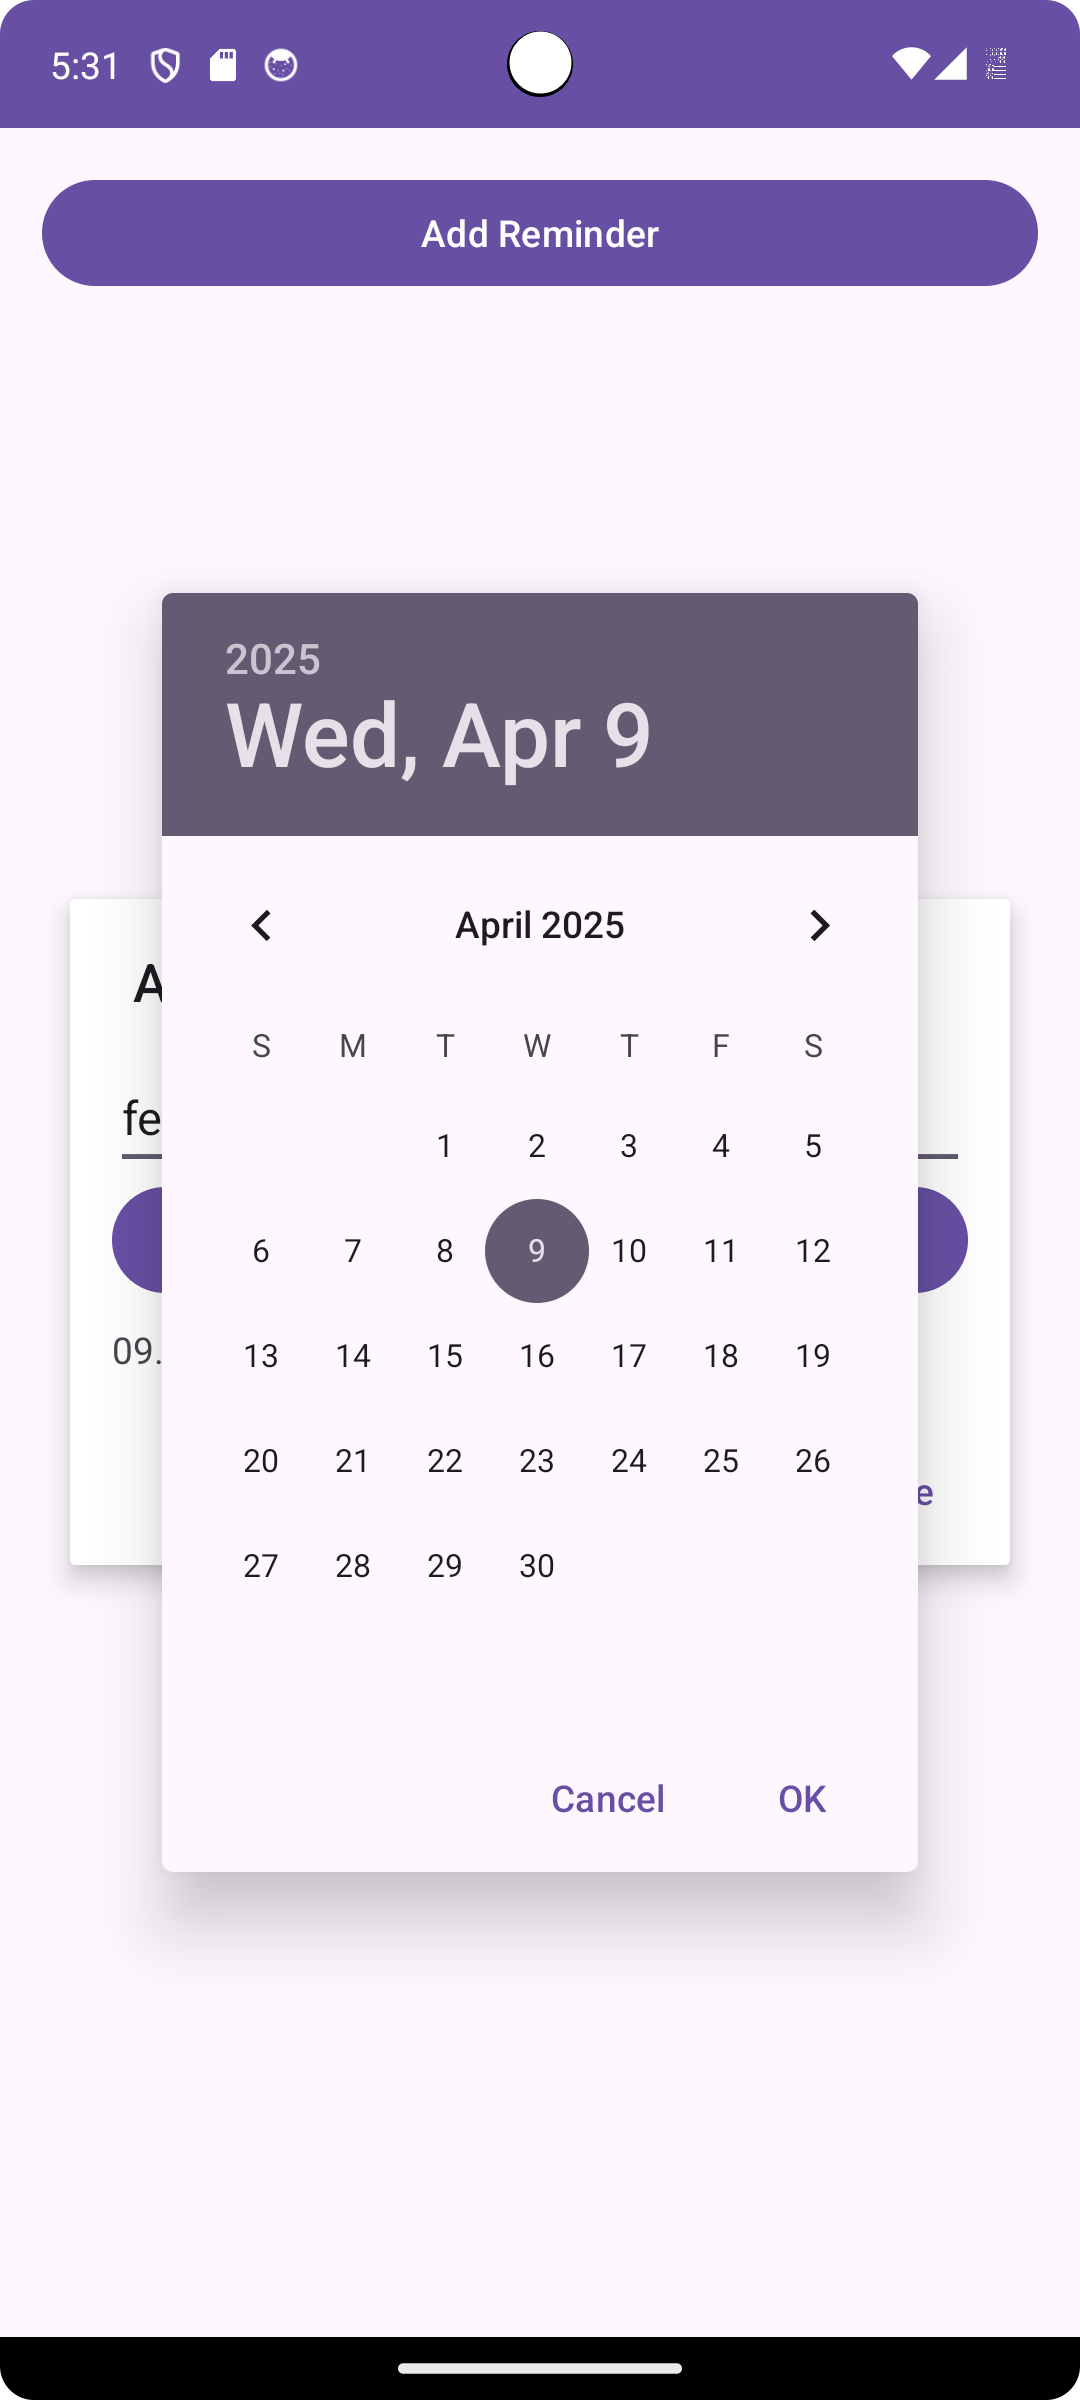 5:31
Add Reminder
2025
Wed, Apr 9
April 2025
A
S M T W T F S
fe
1 2 3 4 5
6 7 8 9 10 11 12
09.
13 14 15 16 17 18 19
20 21 22 23 24 25 26
e
27 28 29 30
Cancel OK